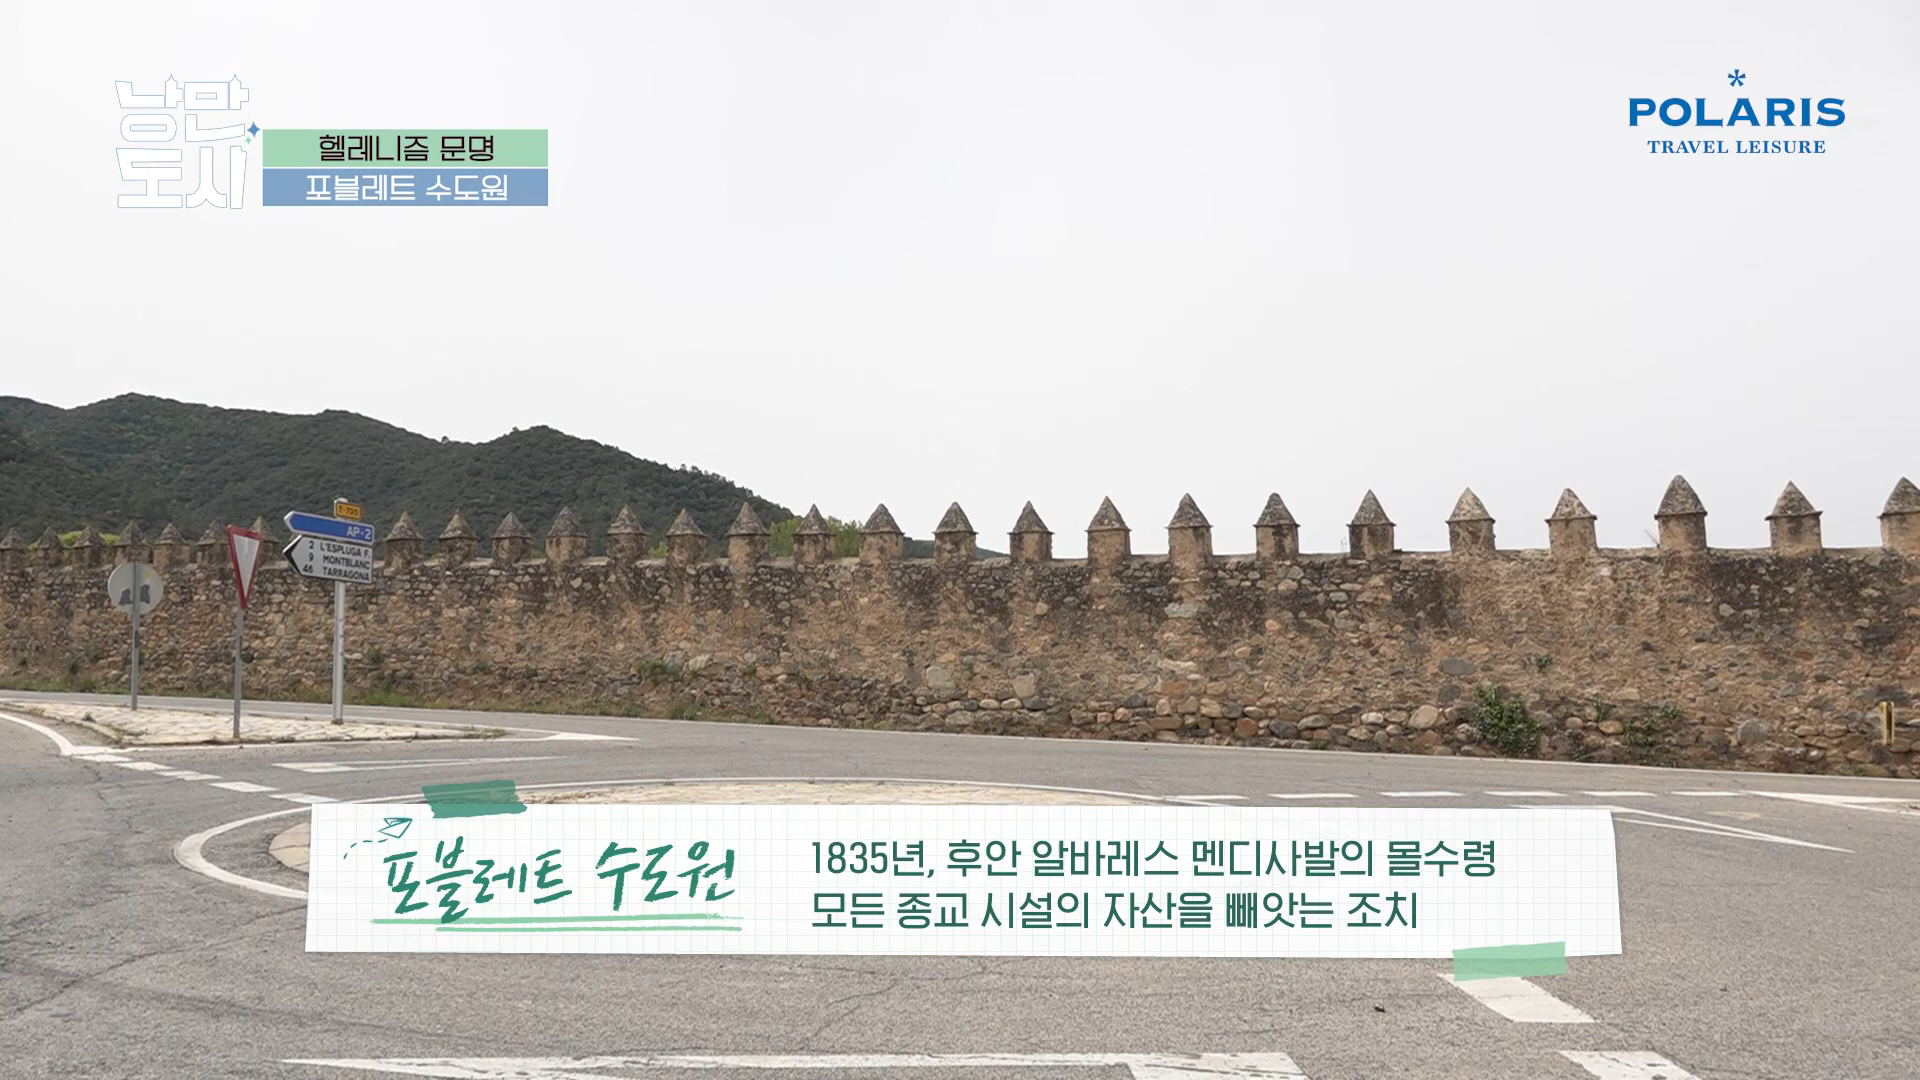 낭만
도시
헬레니즘 문명
포블레트 수도원
POLARIS
TRAVEL LEISURE
T-700
AP-2
2 L'ESPLUGA F.
9 MONTBLANC
46 TARRAGONA
포블레트 수도원
1835년, 후안 알바레스 멘디사발의 몰수령
모든 종교 시설의 자산을 빼앗는 조치